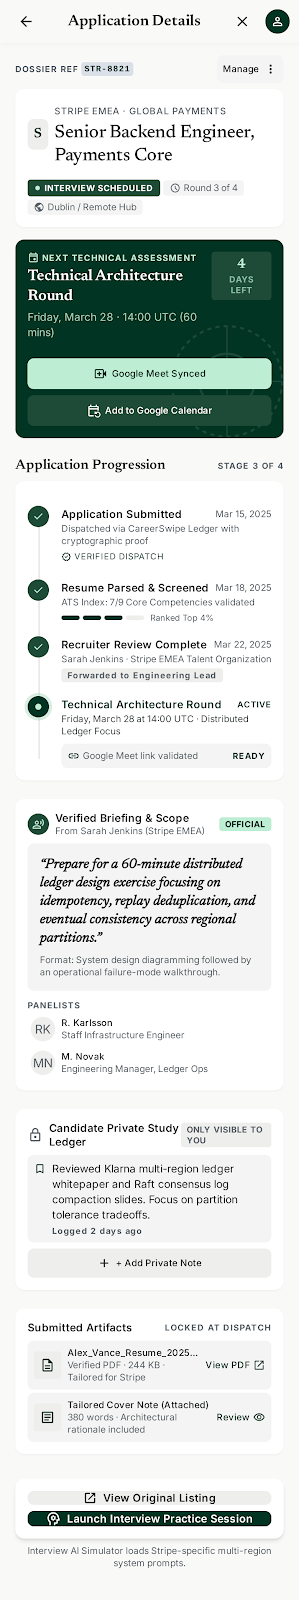 Application Details
DOSSIER REF STR-8821
Manage
STRIPE EMEA · GLOBAL PAYMENTS
S
Senior Backend Engineer,
Payments Core
INTERVIEW SCHEDULED
Round 3 of 4
Dublin / Remote Hub
NEXT TECHNICAL ASSESSMENT
Technical Architecture
Round
Friday, March 28 · 14:00 UTC (60
mins)
4
DAYS
LEFT
Google Meet Synced
Add to Google Calendar
Application Progression
STAGE 3 OF 4
Application Submitted
Mar 15, 2025
Dispatched via CareerSwipe Ledger with
cryptographic proof
VERIFIED DISPATCH
Resume Parsed & Screened
Mar 18, 2025
ATS Index: 7/9 Core Competencies validated
Ranked Top 4%
Recruiter Review Complete
Mar 22, 2025
Sarah Jenkins · Stripe EMEA Talent Organization
Forwarded to Engineering Lead
Technical Architecture Round
ACTIVE
Friday, March 28 at 14:00 UTC · Distributed
Ledger Focus
Google Meet link validated
READY
Verified Briefing & Scope
From Sarah Jenkins (Stripe EMEA)
OFFICIAL
“Prepare for a 60-minute distributed
ledger design exercise focusing on
idempotency, replay deduplication, and
eventual consistency across regional
partitions.”
Format: System design diagramming followed by
an operational failure-mode walkthrough.
PANELISTS
RK
R. Karlsson
Staff Infrastructure Engineer
MN
M. Novak
Engineering Manager, Ledger Ops
Candidate Private Study
Ledger
ONLY VISIBLE TO
YOU
Reviewed Klarna multi-region ledger
whitepaper and Raft consensus log
compaction slides. Focus on partition
tolerance tradeoffs.
Logged 2 days ago
+ + Add Private Note
Submitted Artifacts
LOCKED AT DISPATCH
Alex_Vance_Resume_2025...
Verified PDF · 244 KB ·
Tailored for Stripe
View PDF
Tailored Cover Note (Attached)
380 words · Architectural
rationale included
Review
View Original Listing
Launch Interview Practice Session
Interview AI Simulator loads Stripe-specific multi-region
system prompts.